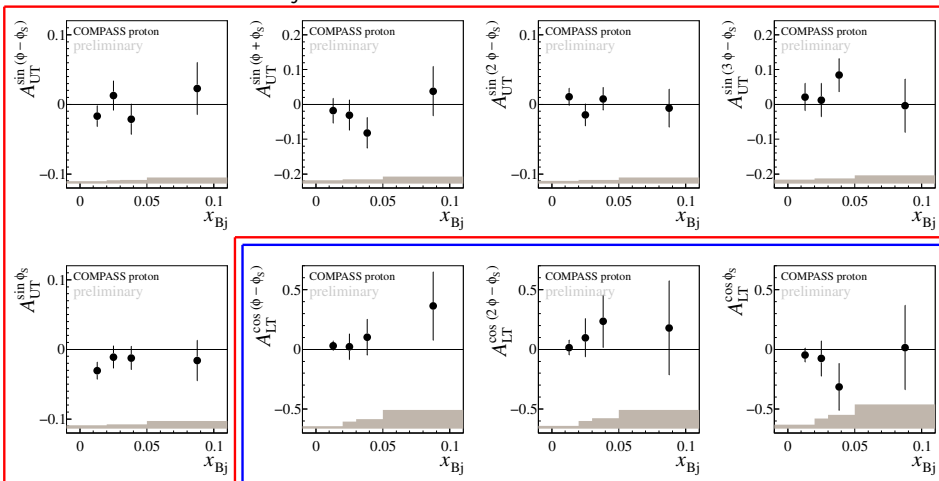 A_UT^sin (ϕ − ϕ_S)
COMPASS proton
preliminary
0.1
0
−0.1
0 0.05 0.1
x_Bj
A_UT^sin (ϕ + ϕ_S)
COMPASS proton
preliminary
0.2
0.1
0
−0.1
−0.2
0 0.05 0.1
x_Bj
A_UT^sin (2 ϕ − ϕ_S)
COMPASS proton
preliminary
0.1
0
−0.1
0 0.05 0.1
x_Bj
A_UT^sin (3 ϕ − ϕ_S)
COMPASS proton
preliminary
0.2
0.1
0
−0.1
−0.2
0 0.05 0.1
x_Bj
A_UT^sin ϕ_S
COMPASS proton
preliminary
0.1
0
−0.1
0 0.05 0.1
x_Bj
A_LT^cos (ϕ − ϕ_S)
COMPASS proton
preliminary
0.5
0
−0.5
0 0.05 0.1
x_Bj
A_LT^cos (2 ϕ − ϕ_S)
COMPASS proton
preliminary
0.5
0
−0.5
0 0.05 0.1
x_Bj
A_LT^cos ϕ_S
COMPASS proton
preliminary
0.5
0
−0.5
0 0.05 0.1
x_Bj